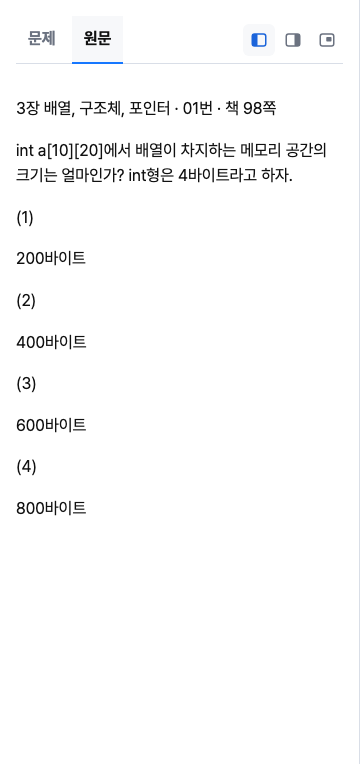 문제 원문
3장 배열, 구조체, 포인터 · 01번 · 책 98쪽
int a[10][20]에서 배열이 차지하는 메모리 공간의
크기는 얼마인가? int형은 4바이트라고 하자.
(1)
200바이트
(2)
400바이트
(3)
600바이트
(4)
800바이트